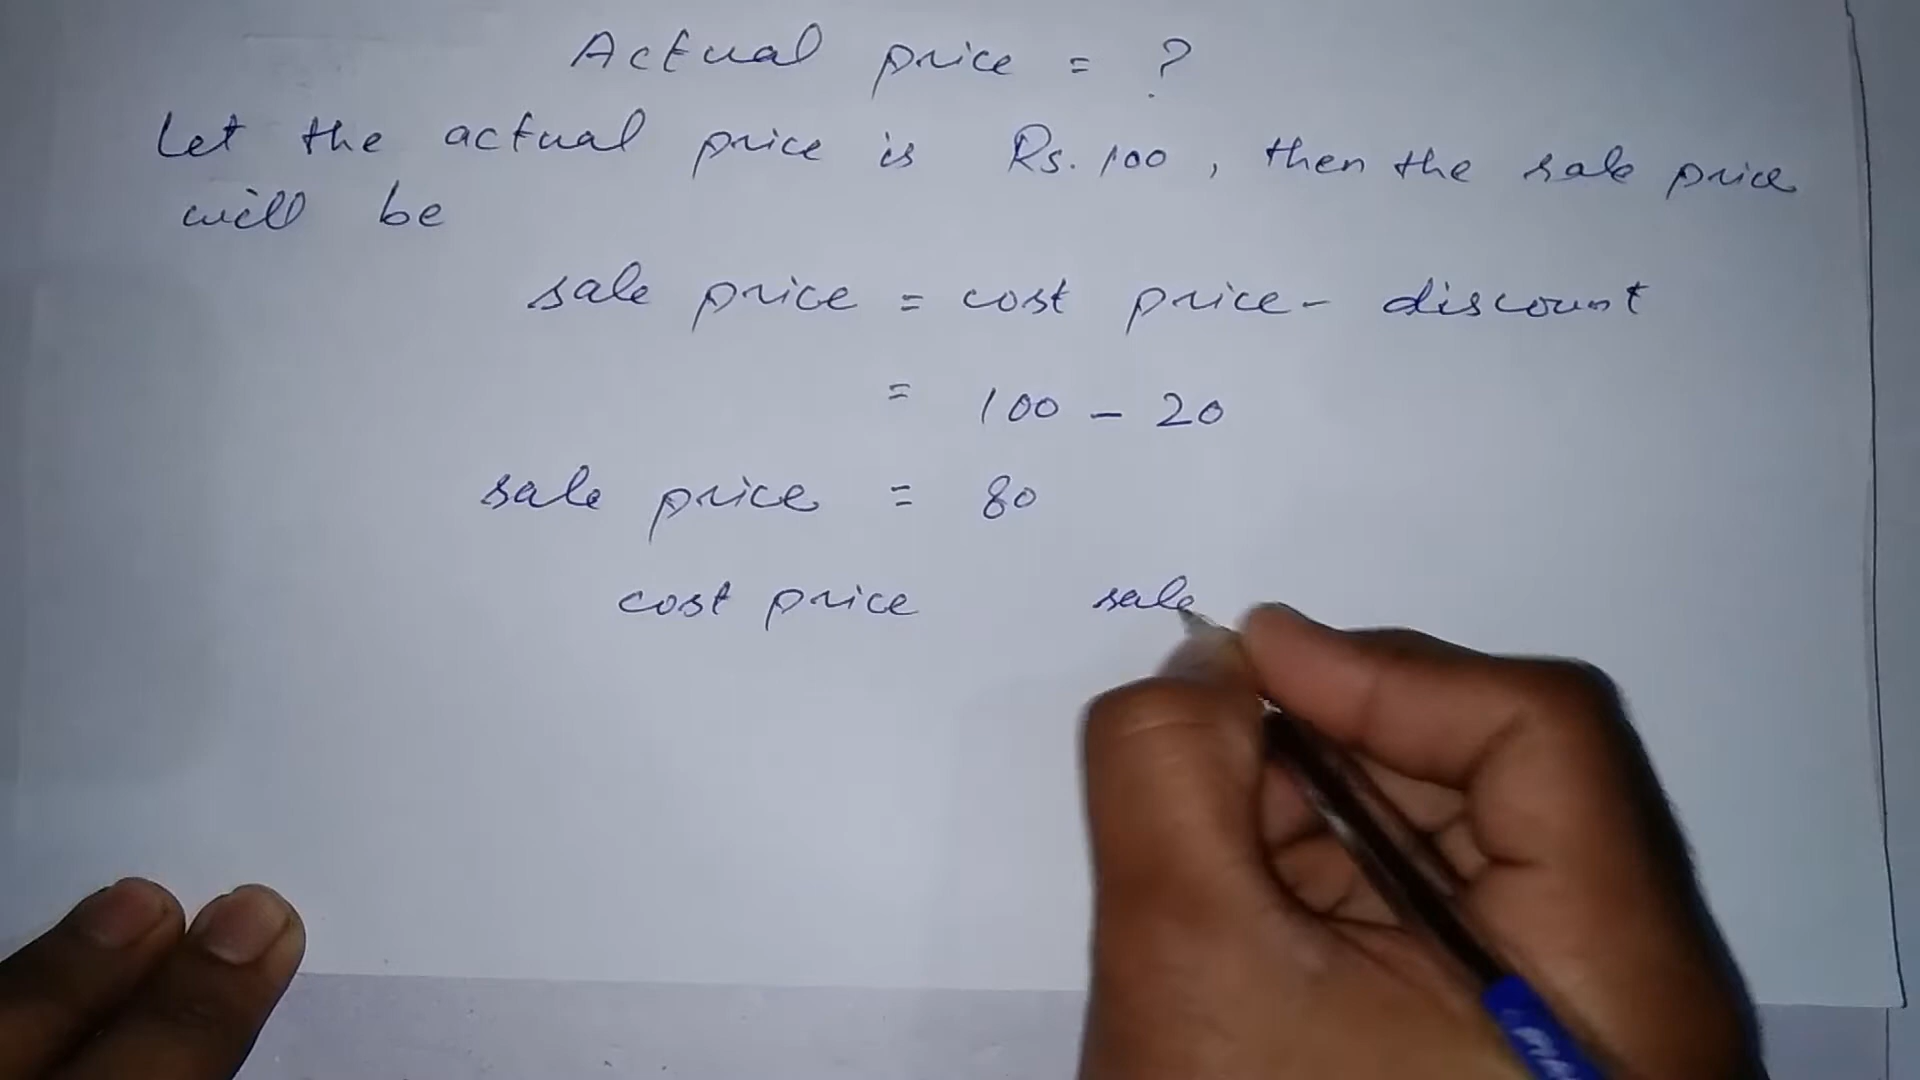 Actual price = ?
Let the actual price is Rs. 100, then the sale price
will be
sale price = cost price - discount
= 100 - 20
sale price = 80
cost price sale